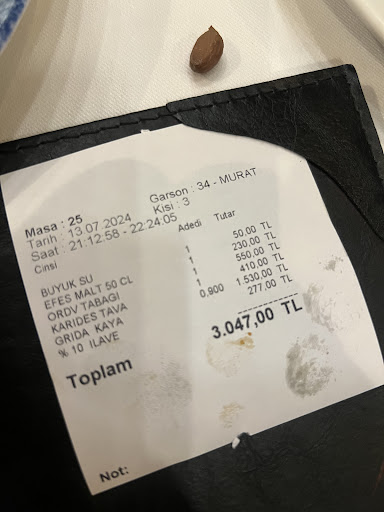 Garson : 34 - MURAT
Masa : 25
Kisi : 3
Tarih : 13.07.2024
Saat : 21:12:58 - 22:24:05
Cinsi Adedi Tutar
BUYUK SU 1 50,00 TL
EFES MALT 50 CL 1 230,00 TL
ORDV TABAGI 1 550,00 TL
KARIDES TAVA 1 410,00 TL
GRIDA KAYA 0,900 1.530,00 TL
% 10 ILAVE 277,00 TL
Toplam 3.047,00 TL
Not: